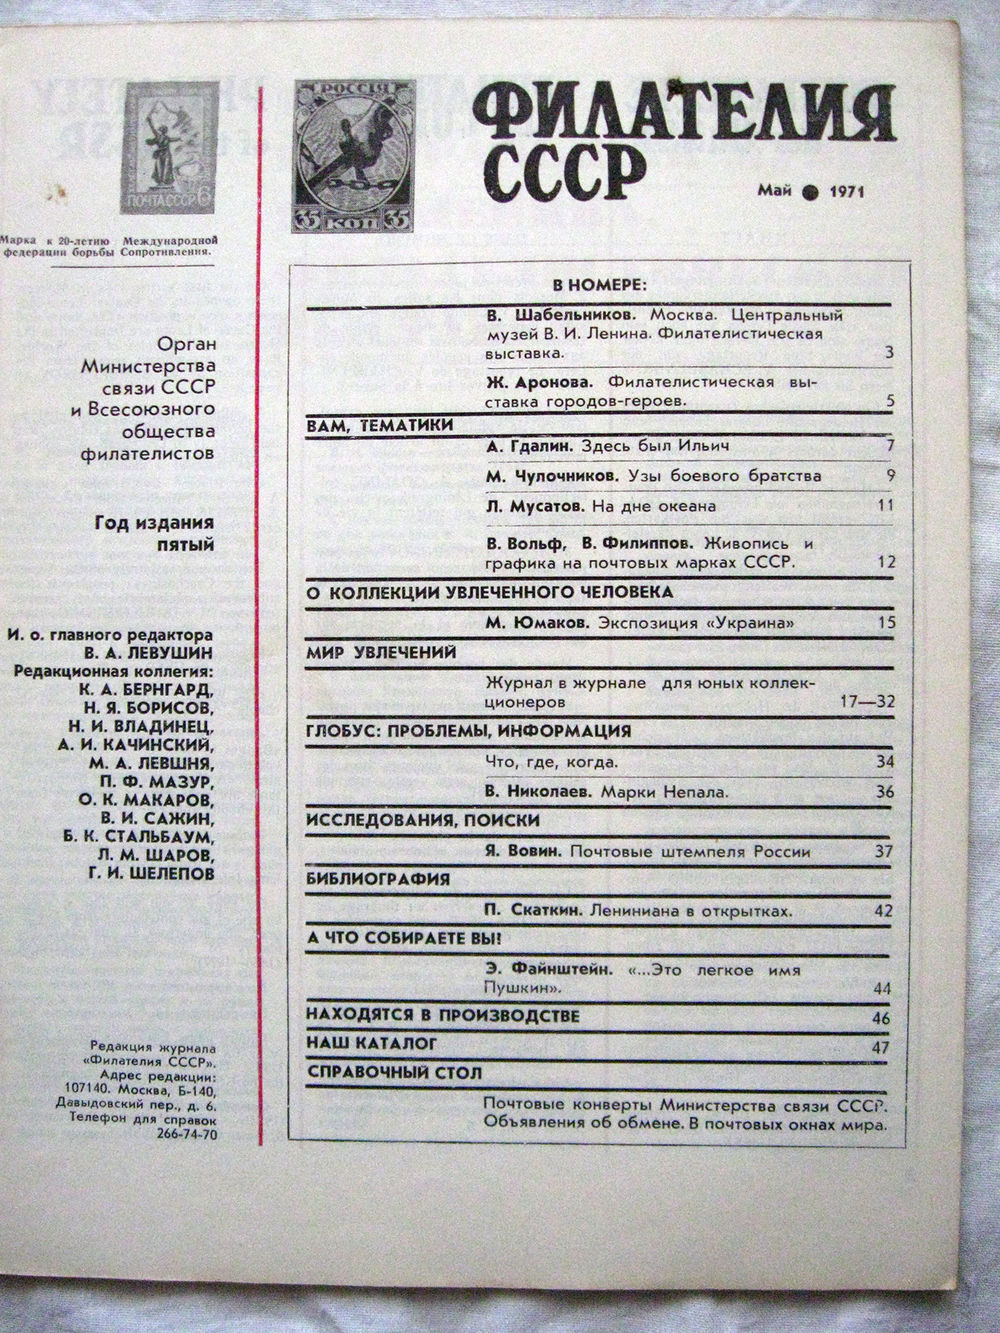 ПОЧТА СССР 6
Марка к 20-летию Международной
федерации борьбы Сопротивления.
Орган
Министерства
связи СССР
и Всесоюзного
общества
филателистов
Год издания
пятый
И. о. главного редактора
В. А. ЛЕВУШИН
Редакционная коллегия:
К. А. БЕРНГАРД,
Н. Я. БОРИСОВ,
Н. И. ВЛАДИНЕЦ,
А. И. КАЧИНСКИЙ,
М. А. ЛЕВШНЯ,
П. Ф. МАЗУР,
О. К. МАКАРОВ,
В. И. САЖИН,
Б. К. СТАЛЬБАУМ,
Л. М. ШАРОВ,
Г. И. ШЕЛЕПОВ
Редакция журнала
«Филателия СССР».
Адрес редакции:
107140. Москва, Б-140,
Давыдовский пер., д. 6.
Телефон для справок
266-74-70
РОССІЯ
35 КОП 35
ФИЛАТЕЛИЯ
СССР
Май ● 1971
В НОМЕРЕ:
В. Шабельников. Москва. Центральный
музей В. И. Ленина. Филателистическая
выставка. 3
Ж. Аронова. Филателистическая вы-
ставка городов-героев. 5
ВАМ, ТЕМАТИКИ
А. Гдалин. Здесь был Ильич 7
М. Чулочников. Узы боевого братства 9
Л. Мусатов. На дне океана 11
В. Вольф, В. Филиппов. Живопись и
графика на почтовых марках СССР. 12
О КОЛЛЕКЦИИ УВЛЕЧЕННОГО ЧЕЛОВЕКА
М. Юмаков. Экспозиция «Украина» 15
МИР УВЛЕЧЕНИЙ
Журнал в журнале для юных коллек-
ционеров 17—32
ГЛОБУС: ПРОБЛЕМЫ, ИНФОРМАЦИЯ
Что, где, когда. 34
В. Николаев. Марки Непала. 36
ИССЛЕДОВАНИЯ, ПОИСКИ
Я. Вовин. Почтовые штемпеля России 37
БИБЛИОГРАФИЯ
П. Скаткин. Лениниана в открытках. 42
А ЧТО СОБИРАЕТЕ ВЫ?
Э. Файнштейн. «...Это легкое имя
Пушкин». 44
НАХОДЯТСЯ В ПРОИЗВОДСТВЕ 46
НАШ КАТАЛОГ 47
СПРАВОЧНЫЙ СТОЛ
Почтовые конверты Министерства связи СССР.
Объявления об обмене. В почтовых окнах мира.